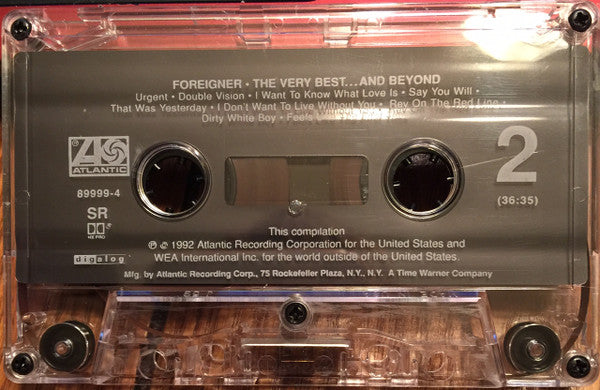 FOREIGNER • THE VERY BEST...AND BEYOND
Urgent • Double Vision • I Want To Know What Love Is • Say You Will •
That Was Yesterday • I Don't Want To Live Without You • Rev On The Red Line •
Dirty White Boy • Feels
ATLANTIC
89999-4
SR
HX PRO
digalog
2
(36:35)
This compilation
℗ © 1992 Atlantic Recording Corporation for the United States and
WEA International Inc. for the world outside of the United States.
Mfg. by Atlantic Recording Corp., 75 Rockefeller Plaza, N.Y., N.Y. A Time Warner Company